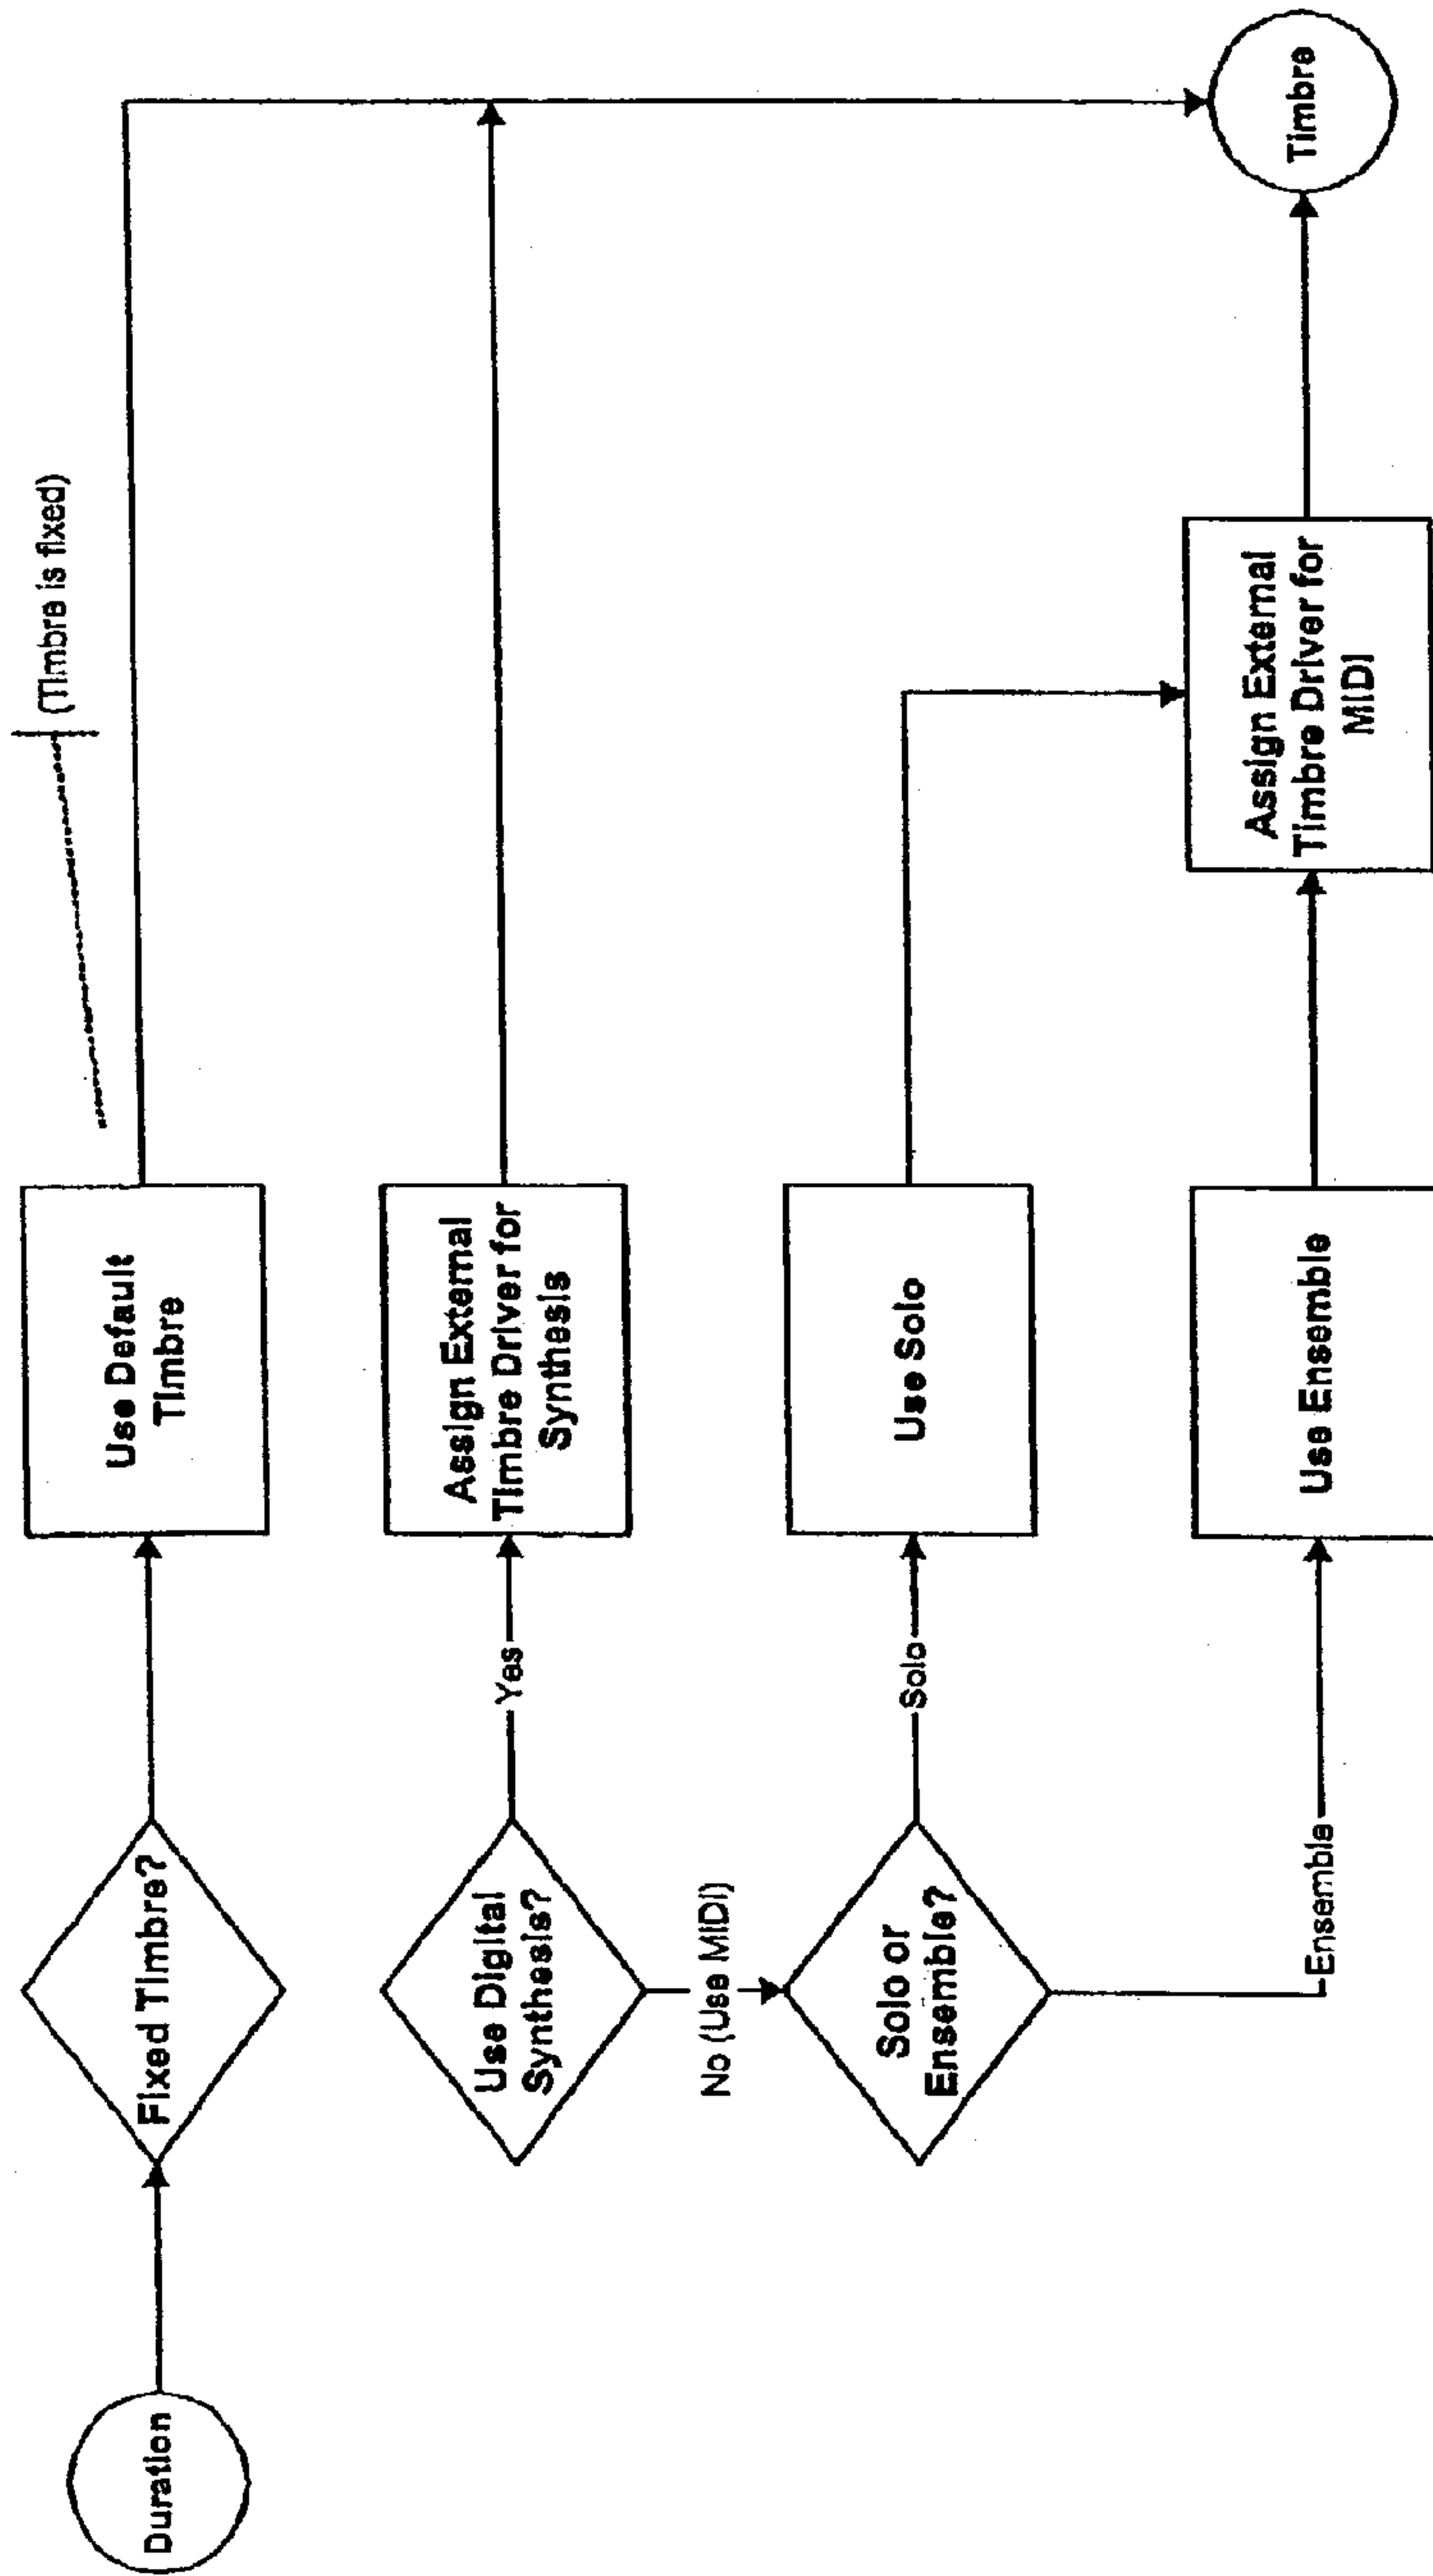 Duration
Fixed Timbre?
Use Default
Timbre
(Timbre is fixed)
Use Digital
Synthesis?
Yes
Assign External
Timbre Driver for
Synthesis
No (Use MIDI)
Solo or
Ensemble?
Solo
Use Solo
Ensemble
Use Ensemble
Assign External
Timbre Driver for
MIDI
Timbre